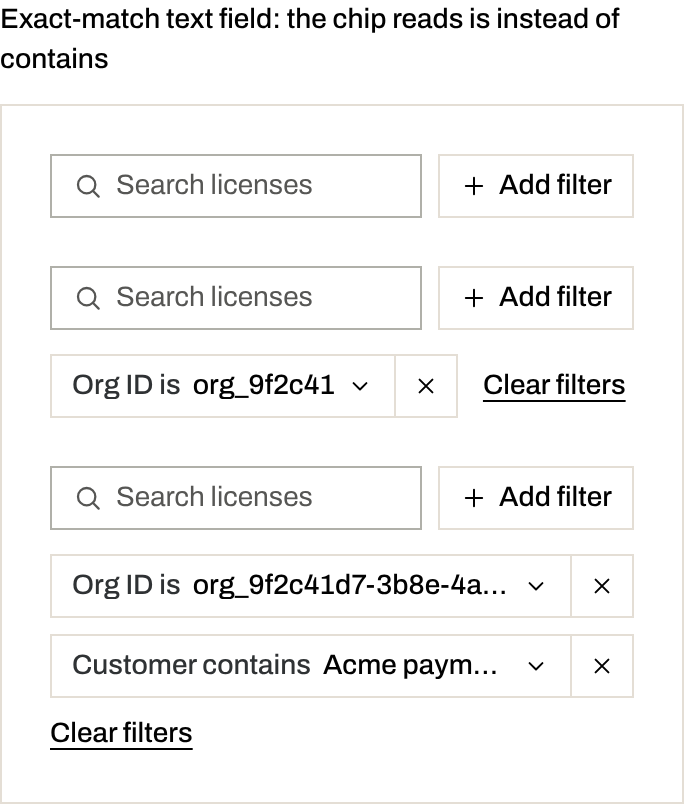 Exact-match text field: the chip reads is instead of
contains
Search licenses
Add filter
Search licenses
Add filter
Org ID is org_9f2c41
Clear filters
Search licenses
Add filter
Org ID is org_9f2c41d7-3b8e-4a...
Customer contains Acme paym...
Clear filters